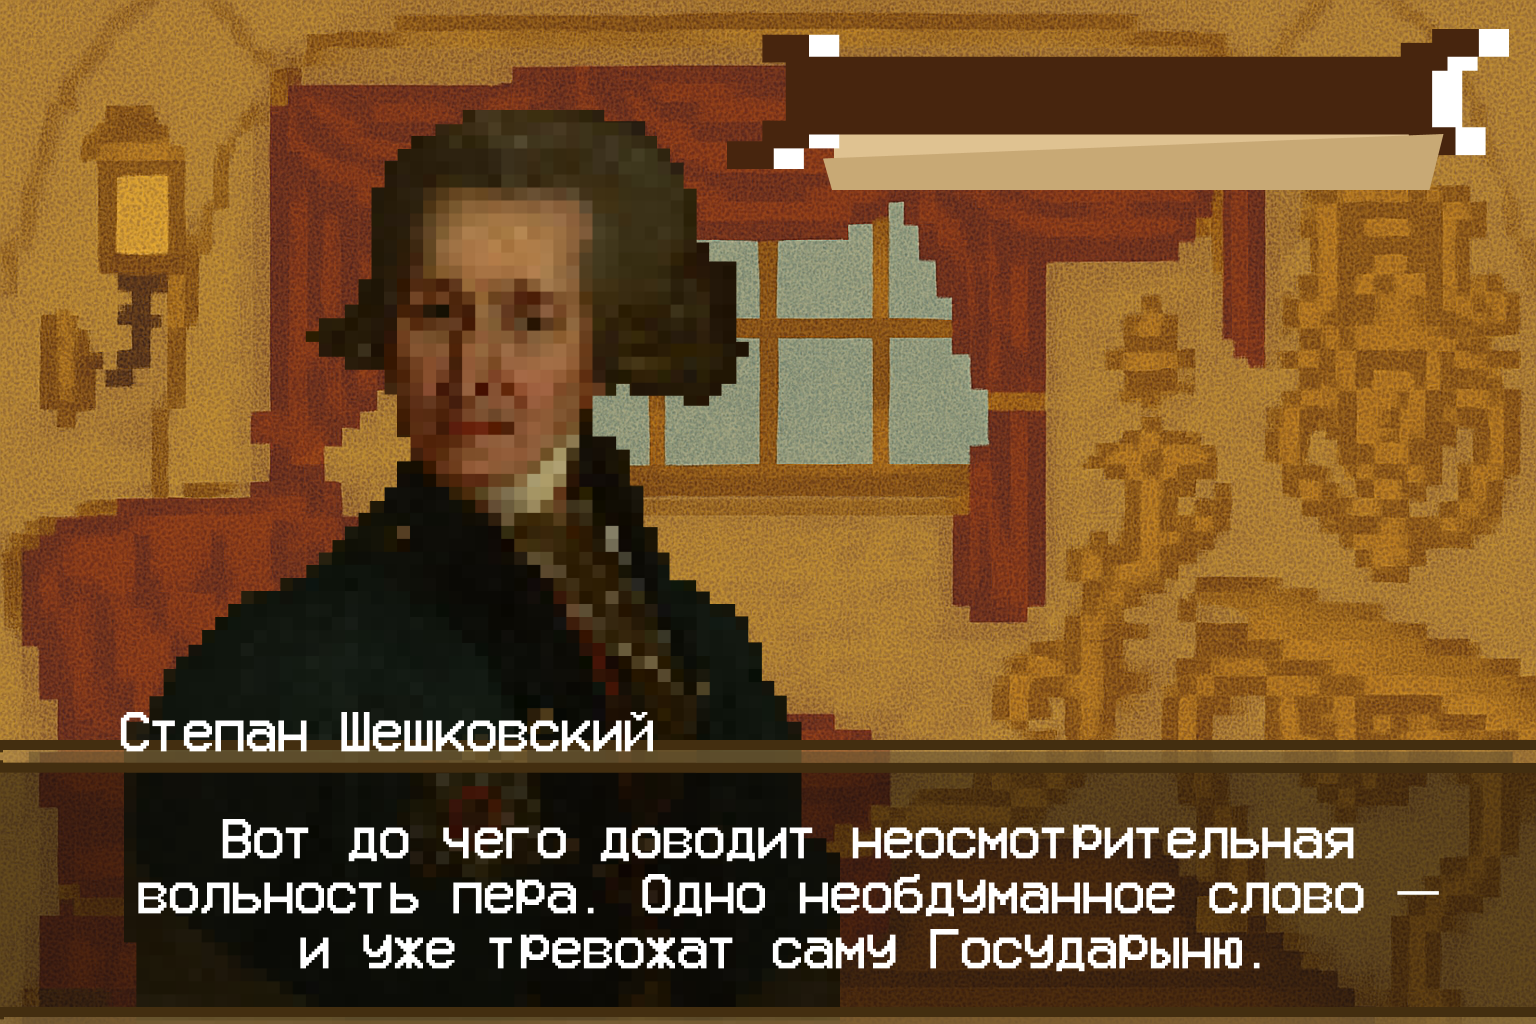 Степан Шешковский
Вот до чего доводит неосмотрительная
вольность пера. Одно необдуманное слово —
и уже тревожат саму Государыню.